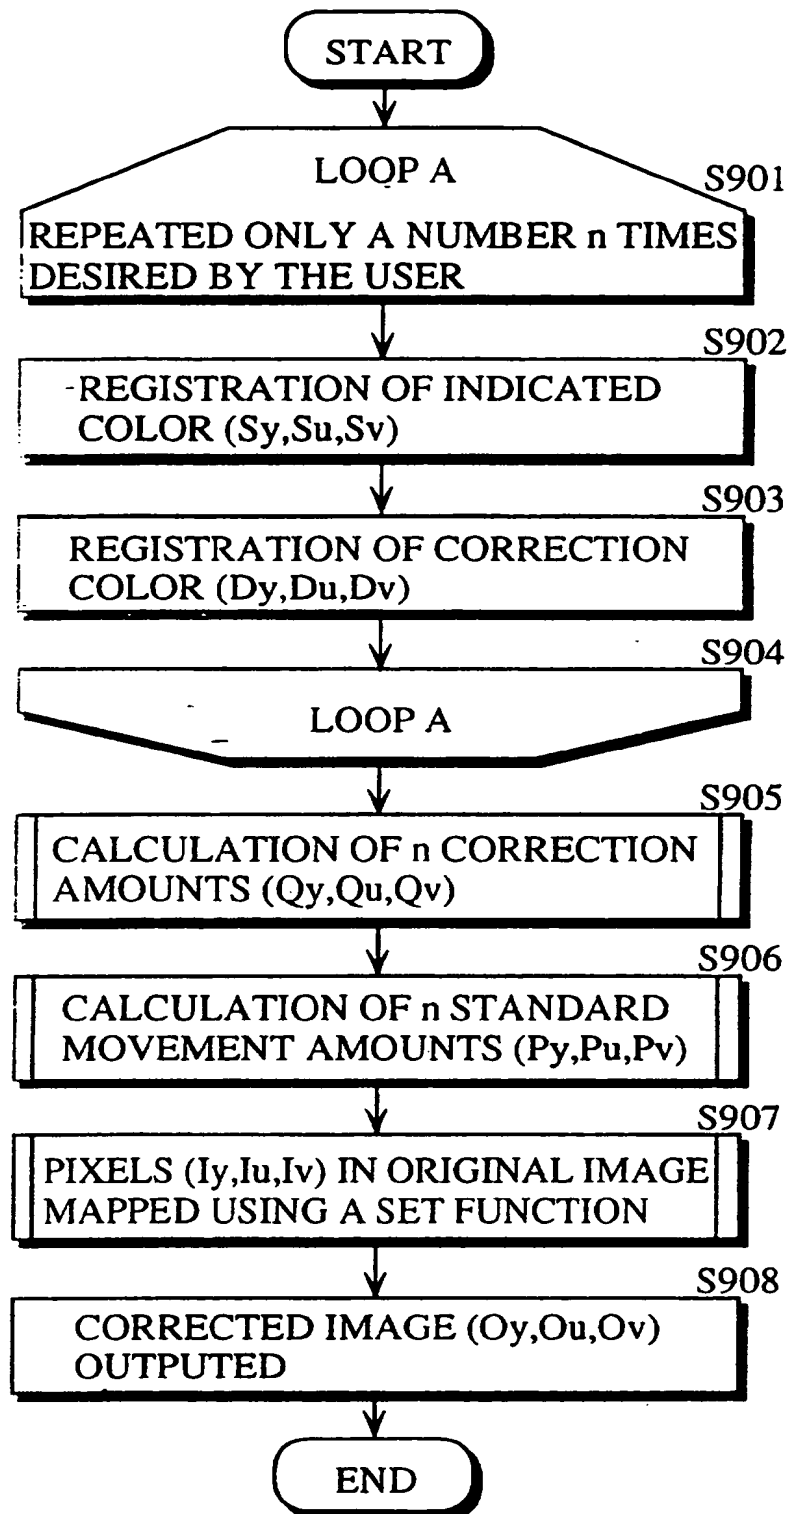 START
LOOP A
S901
REPEATED ONLY A NUMBER n TIMES
DESIRED BY THE USER
S902
REGISTRATION OF INDICATED
COLOR (Sy,Su,Sv)
S903
REGISTRATION OF CORRECTION
COLOR (Dy,Du,Dv)
S904
LOOP A
S905
CALCULATION OF n CORRECTION
AMOUNTS (Qy,Qu,Qv)
S906
CALCULATION OF n STANDARD
MOVEMENT AMOUNTS (Py,Pu,Pv)
S907
PIXELS (Iy,Iu,Iv) IN ORIGINAL IMAGE
MAPPED USING A SET FUNCTION
S908
CORRECTED IMAGE (Oy,Ou,Ov)
OUTPUTED
END